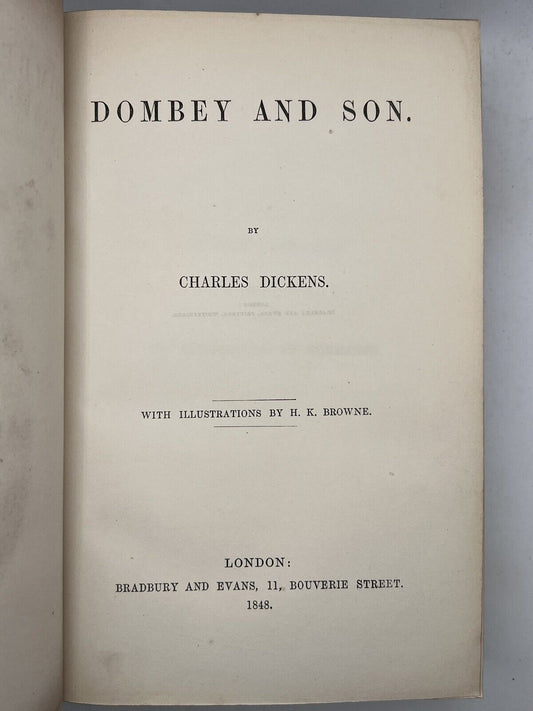 DOMBEY AND SON.
BY
CHARLES DICKENS.
WITH ILLUSTRATIONS BY H. K. BROWNE.
LONDON:
BRADBURY AND EVANS, 11, BOUVERIE STREET.
1848.